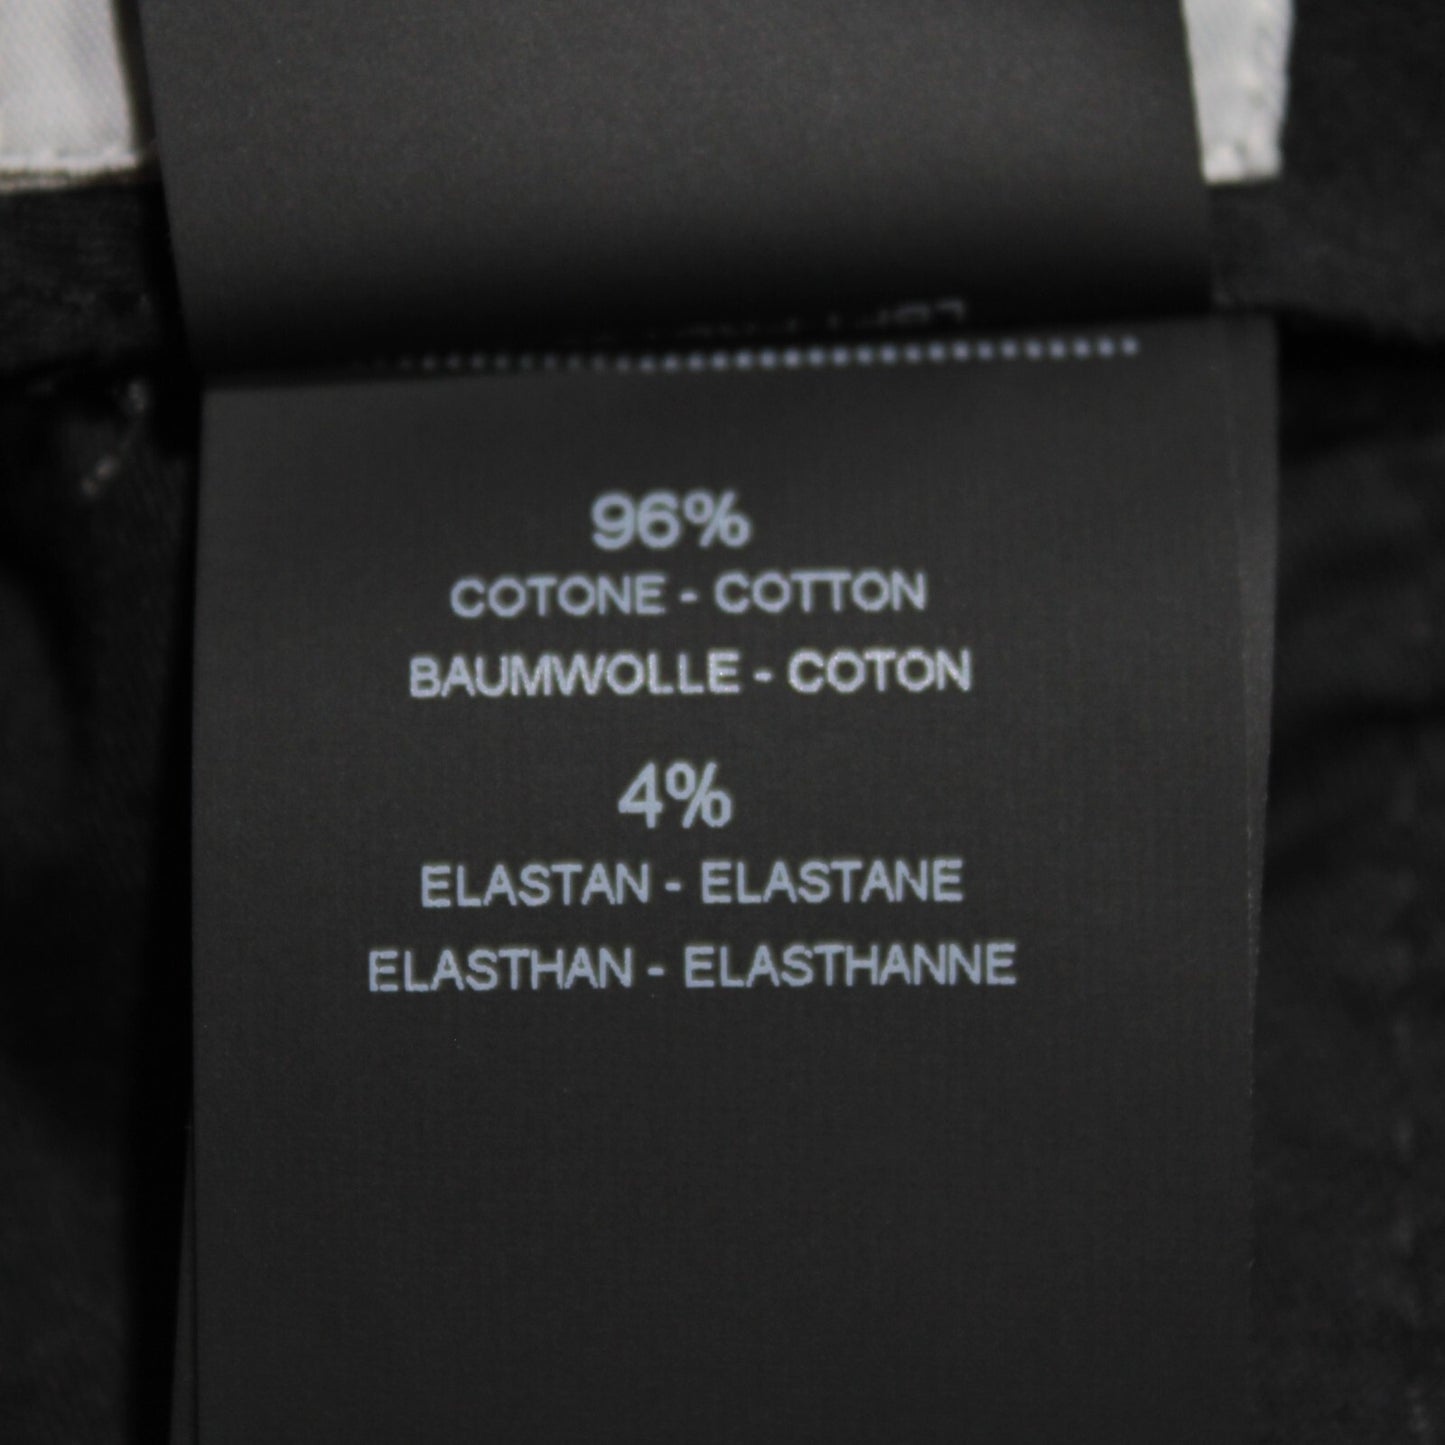 96%
COTONE - COTTON
BAUMWOLLE - COTON
4%
ELASTAN - ELASTANE
ELASTHAN - ELASTHANNE